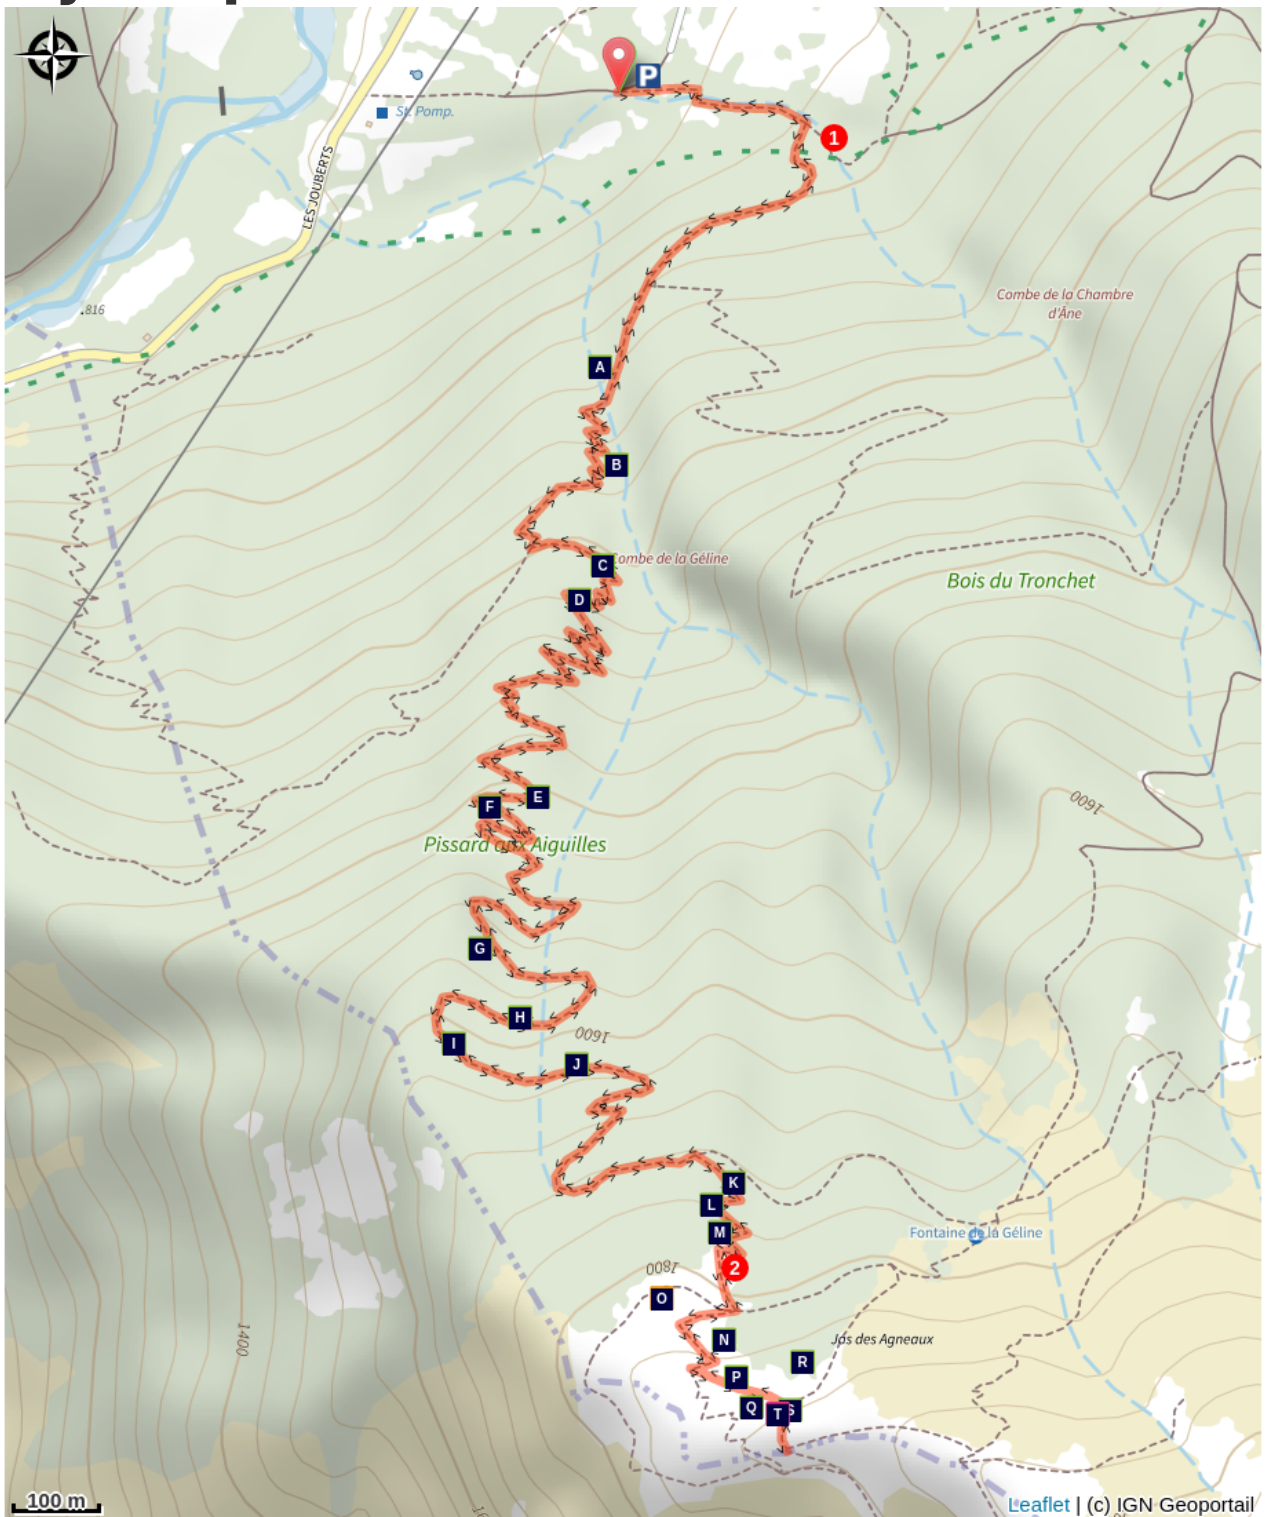 P
St. Pomp.
1
LES JOUBERTS
Combe de la Chambre
d'Âne
.816
A
B
Combe de la Géline
C
D
Bois du Tronchet
E
F
1600
Pissard aux Aiguilles
G
H
1600
I
J
K
L
M
Fontaine de la Géline
2
1800
O
N
1400
Jas des Agneaux
R
P
Q
T
S
100 m
Leaflet | (c) IGN Geoportail